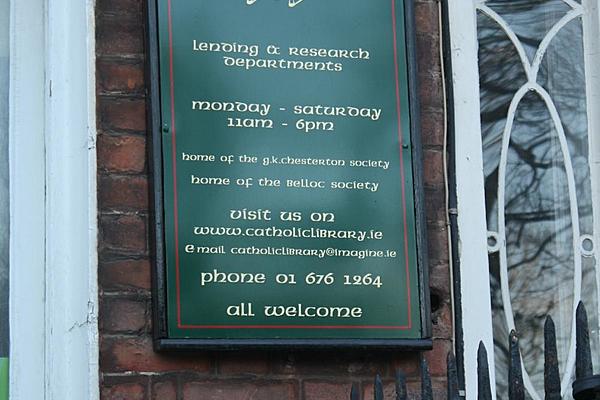 Lending & Research
Departments
Monday - Saturday
11am - 6pm
home of the G.K.Chesterton Society
home of the Belloc Society
Visit us on
www.catholiclibrary.ie
Email catholiclibrary@imagine.ie
phone 01 676 1264
all welcome